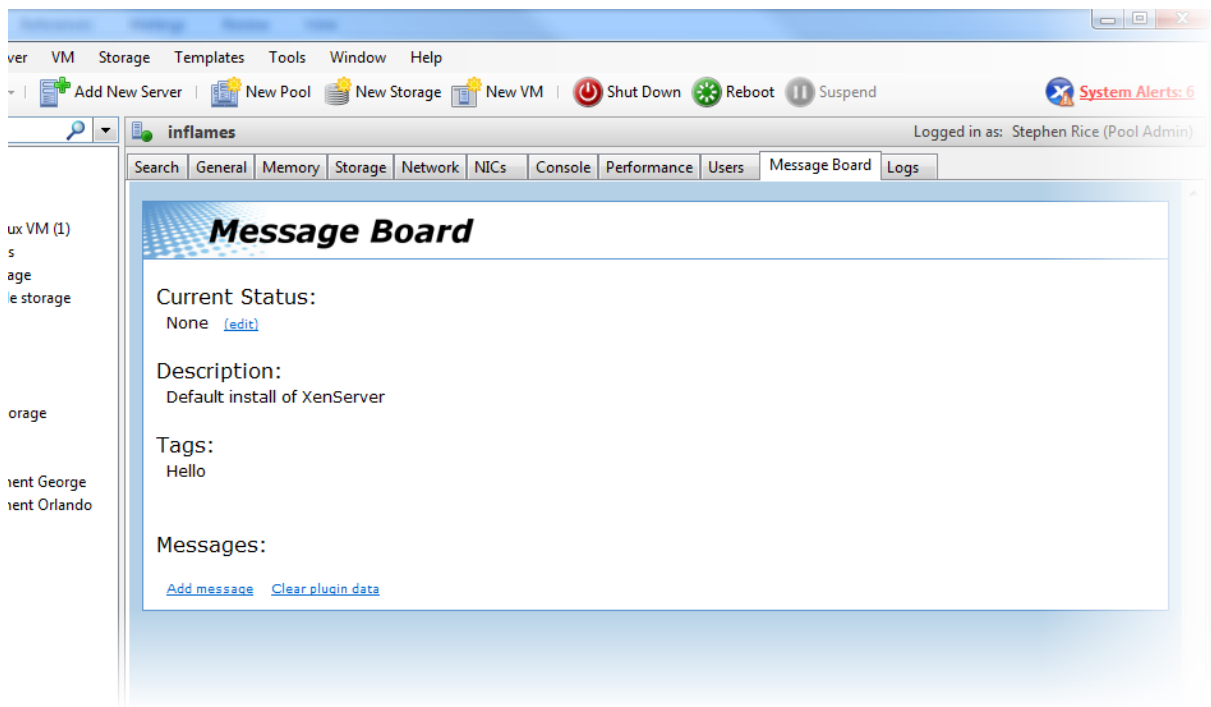 ver VM Storage Templates Tools Window Help
Add New Server New Pool New Storage New VM Shut Down Reboot Suspend System Alerts: 6
inflames Logged in as: Stephen Rice (Pool Admin)
Search General Memory Storage Network NICs Console Performance Users Message Board Logs
Message Board
ux VM (1)
s
age
le storage
orage
nent George
nent Orlando
Current Status:
None (edit)
Description:
Default install of XenServer
Tags:
Hello
Messages:
Add message Clear plugin data